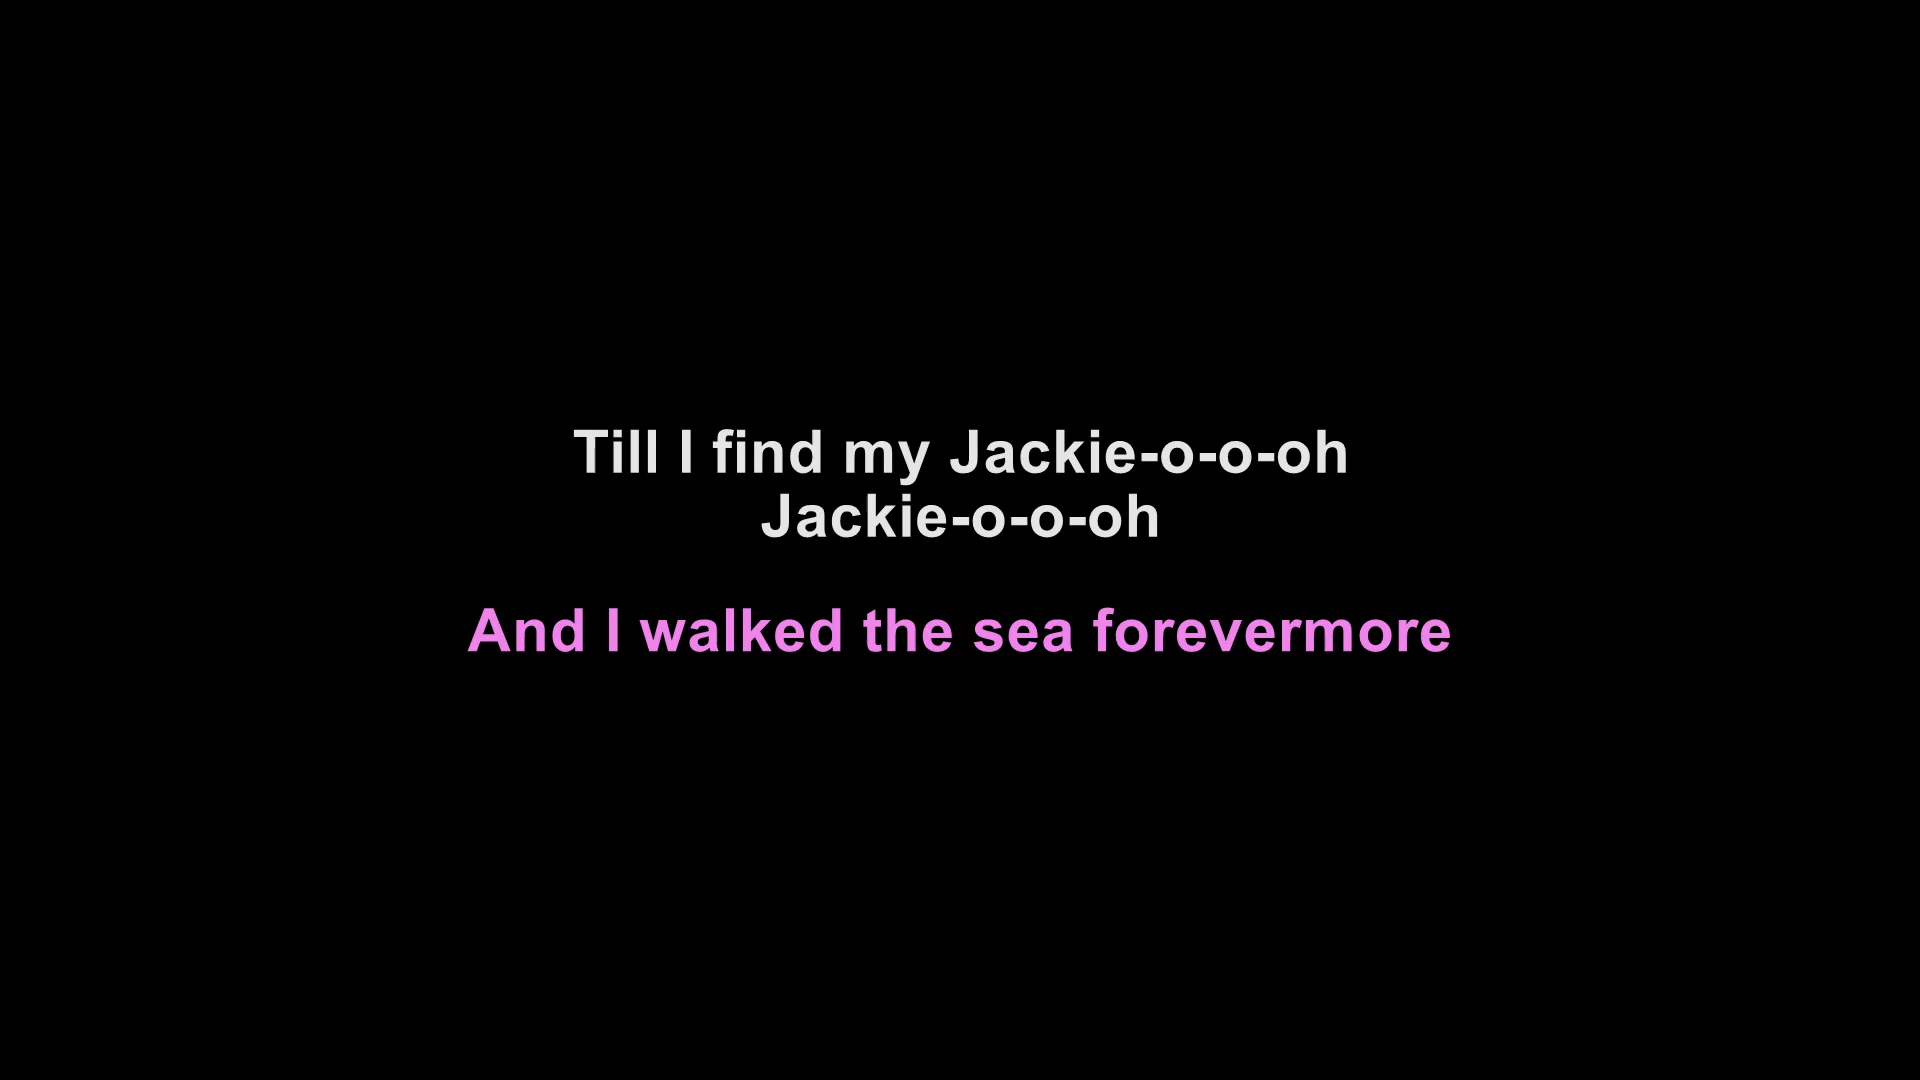 Till I find my Jackie-o-o-oh
Jackie-o-o-oh
And I walked the sea forevermore